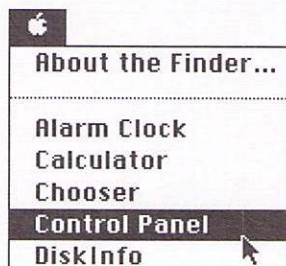 About the Finder...
Alarm Clock
Calculator
Chooser
Control Panel
DiskInfo